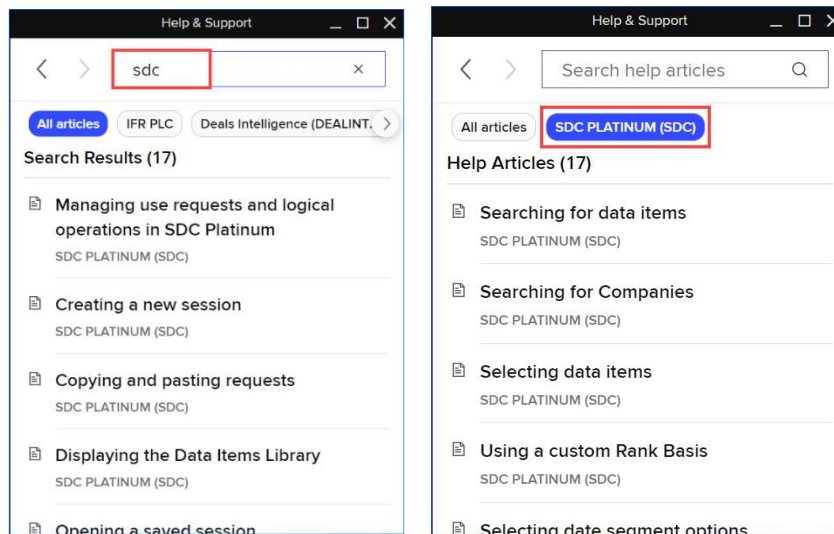 Help & Support
sdc
All articles
IFR PLC
Deals Intelligence (DEALINT.
Search Results (17)
Managing use requests and logical
operations in SDC Platinum
SDC PLATINUM (SDC)
Creating a new session
SDC PLATINUM (SDC)
Copying and pasting requests
SDC PLATINUM (SDC)
Displaying the Data Items Library
SDC PLATINUM (SDC)
Opening a saved session
Help & Support
Search help articles
All articles
SDC PLATINUM (SDC)
Help Articles (17)
Searching for data items
SDC PLATINUM (SDC)
Searching for Companies
SDC PLATINUM (SDC)
Selecting data items
SDC PLATINUM (SDC)
Using a custom Rank Basis
SDC PLATINUM (SDC)
Selecting date segment options